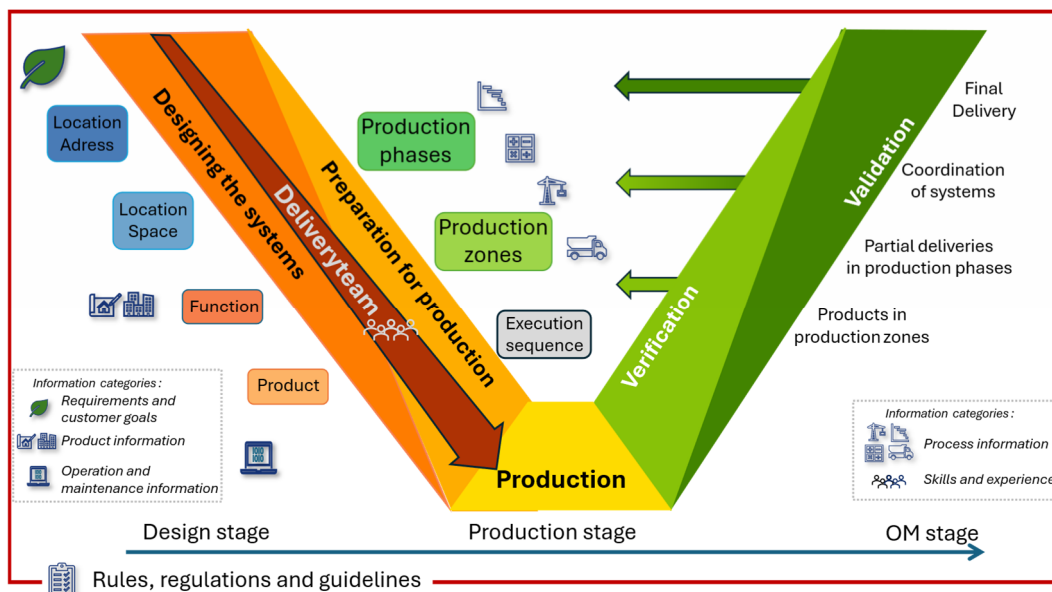 Location
Adress
Location
Space
Function
Product
Designing the systems
Deliveryteam
Preparation for production
Production
phases
Production
zones
Execution
sequence
Production
Verification
Validation
Final
Delivery
Coordination
of systems
Partial deliveries
in production phases
Products in
production zones
Information categories :
Requirements and
customer goals
Product information
1010
1010
Operation and
maintenance information
Information categories :
Process information
Skills and experience
Design stage
Production stage
OM stage
Rules, regulations and guidelines